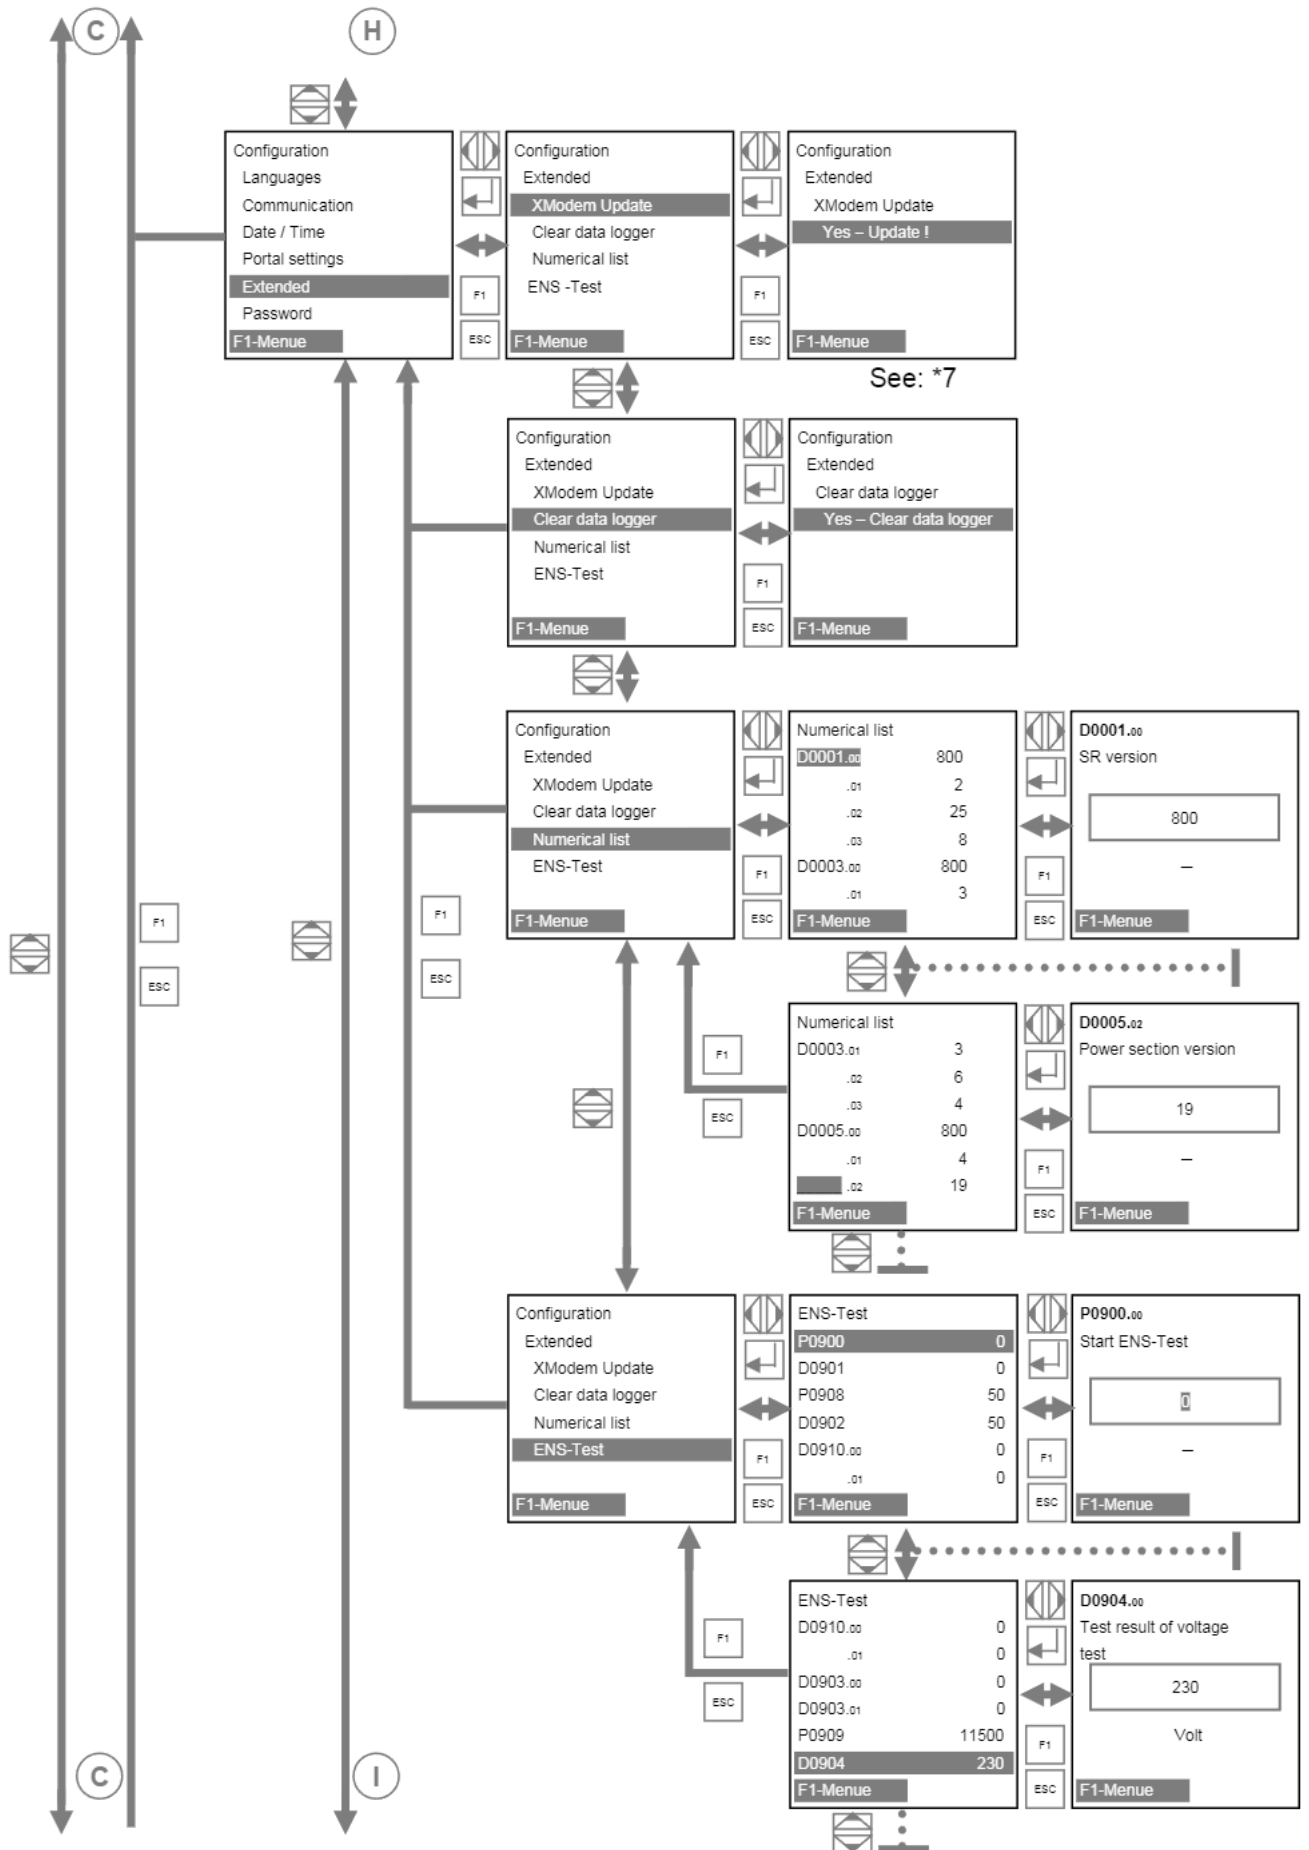 C
H
Configuration
Languages
Communication
Date / Time
Portal settings
Extended
Password
F1-Menue
F1
ESC
Configuration
Extended
XModem Update
Clear data logger
Numerical list
ENS -Test
F1-Menue
F1
ESC
Configuration
Extended
XModem Update
Yes – Update !
F1-Menue
See: *7
Configuration
Extended
XModem Update
Clear data logger
Numerical list
ENS-Test
F1-Menue
F1
ESC
Configuration
Extended
Clear data logger
Yes – Clear data logger
F1-Menue
Configuration
Extended
XModem Update
Clear data logger
Numerical list
ENS-Test
F1-Menue
F1
ESC
Numerical list
D0001.00 800
.01 2
.02 25
.03 8
D0003.00 800
.01 3
F1-Menue
F1
ESC
D0001.00
SR version
800
–
F1-Menue
F1
ESC
F1
ESC
F1
ESC
Numerical list
D0003.01 3
.02 6
.03 4
D0005.00 800
.01 4
.02 19
F1-Menue
F1
ESC
D0005.02
Power section version
19
–
F1-Menue
Configuration
Extended
XModem Update
Clear data logger
Numerical list
ENS-Test
F1-Menue
F1
ESC
ENS-Test
P0900 0
D0901 0
P0908 50
D0902 50
D0910.00 0
.01 0
F1-Menue
F1
ESC
P0900.00
Start ENS-Test
0
–
F1-Menue
F1
ESC
ENS-Test
D0910.00 0
.01 0
D0903.00 0
D0903.01 0
P0909 11500
D0904 230
F1-Menue
F1
ESC
D0904.00
Test result of voltage
test
230
Volt
F1-Menue
C
I